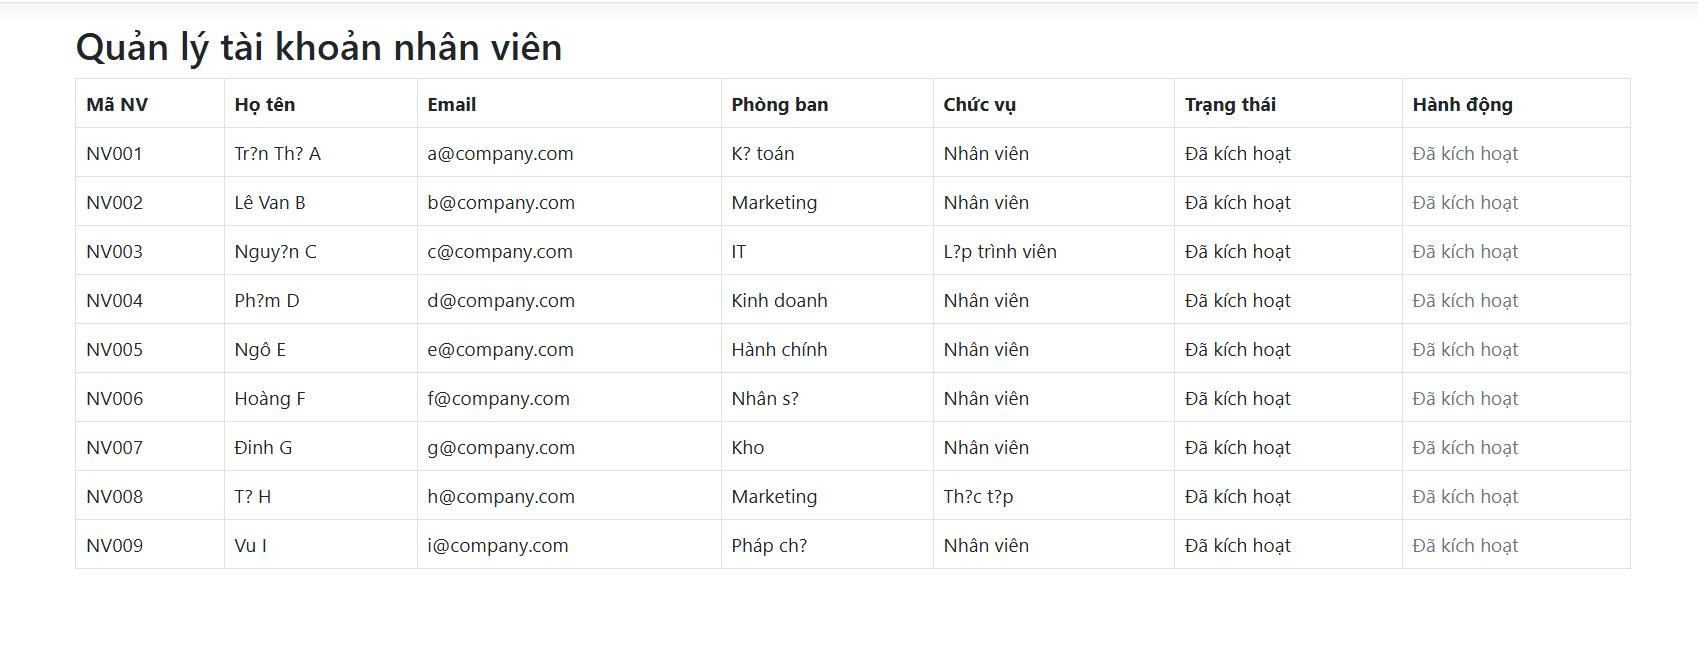 Quản lý tài khoản nhân viên
Mã NV Họ tên Email Phòng ban Chức vụ Trạng thái Hành động
NV001 Tr?n Th? A a@company.com K? toán Nhân viên Đã kích hoạt Đã kích hoạt
NV002 Lê Van B b@company.com Marketing Nhân viên Đã kích hoạt Đã kích hoạt
NV003 Nguy?n C c@company.com IT L?p trình viên Đã kích hoạt Đã kích hoạt
NV004 Ph?m D d@company.com Kinh doanh Nhân viên Đã kích hoạt Đã kích hoạt
NV005 Ngô E e@company.com Hành chính Nhân viên Đã kích hoạt Đã kích hoạt
NV006 Hoàng F f@company.com Nhân s? Nhân viên Đã kích hoạt Đã kích hoạt
NV007 Đinh G g@company.com Kho Nhân viên Đã kích hoạt Đã kích hoạt
NV008 T? H h@company.com Marketing Th?c t?p Đã kích hoạt Đã kích hoạt
NV009 Vu I i@company.com Pháp ch? Nhân viên Đã kích hoạt Đã kích hoạt